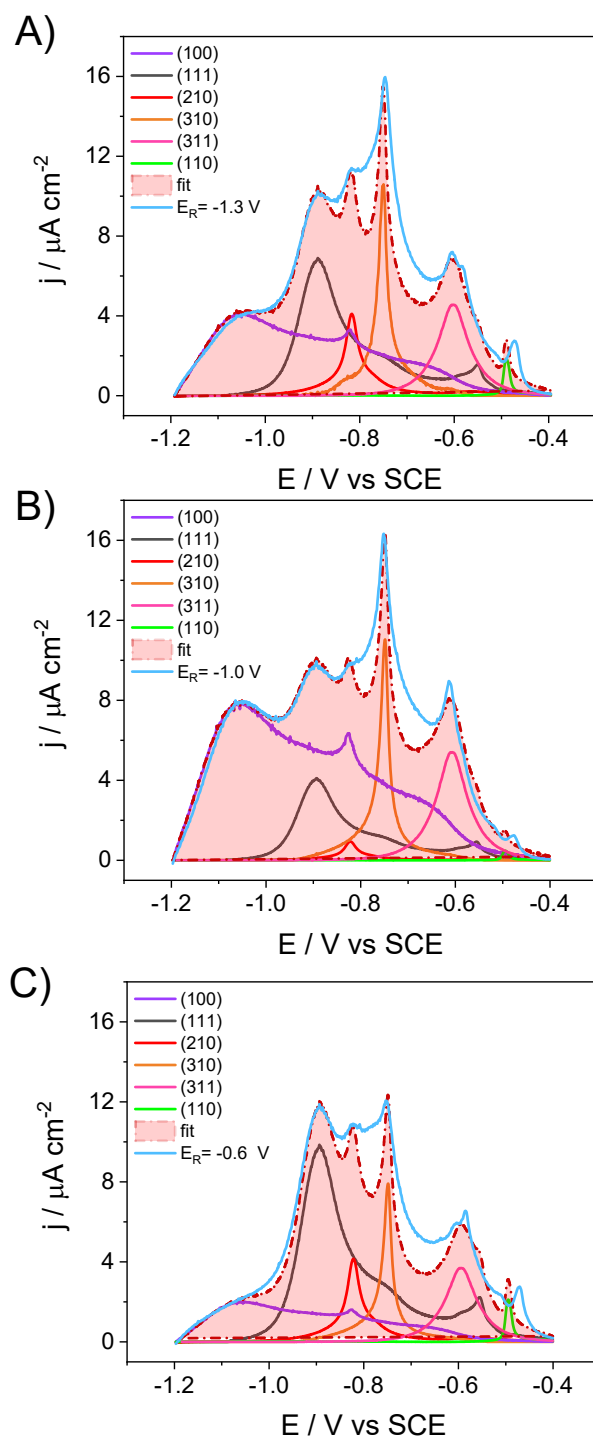 A)
(100)
(111)
(210)
(310)
(311)
(110)
fit
E_R= -1.3 V
16
12
8
4
0
j / μA cm⁻²
-1.2 -1.0 -0.8 -0.6 -0.4
E / V vs SCE
B)
(100)
(111)
(210)
(310)
(311)
(110)
fit
E_R= -1.0 V
16
12
8
4
0
j / μA cm⁻²
-1.2 -1.0 -0.8 -0.6 -0.4
E / V vs SCE
C)
(100)
(111)
(210)
(310)
(311)
(110)
fit
E_R= -0.6 V
16
12
8
4
0
j / μA cm⁻²
-1.2 -1.0 -0.8 -0.6 -0.4
E / V vs SCE